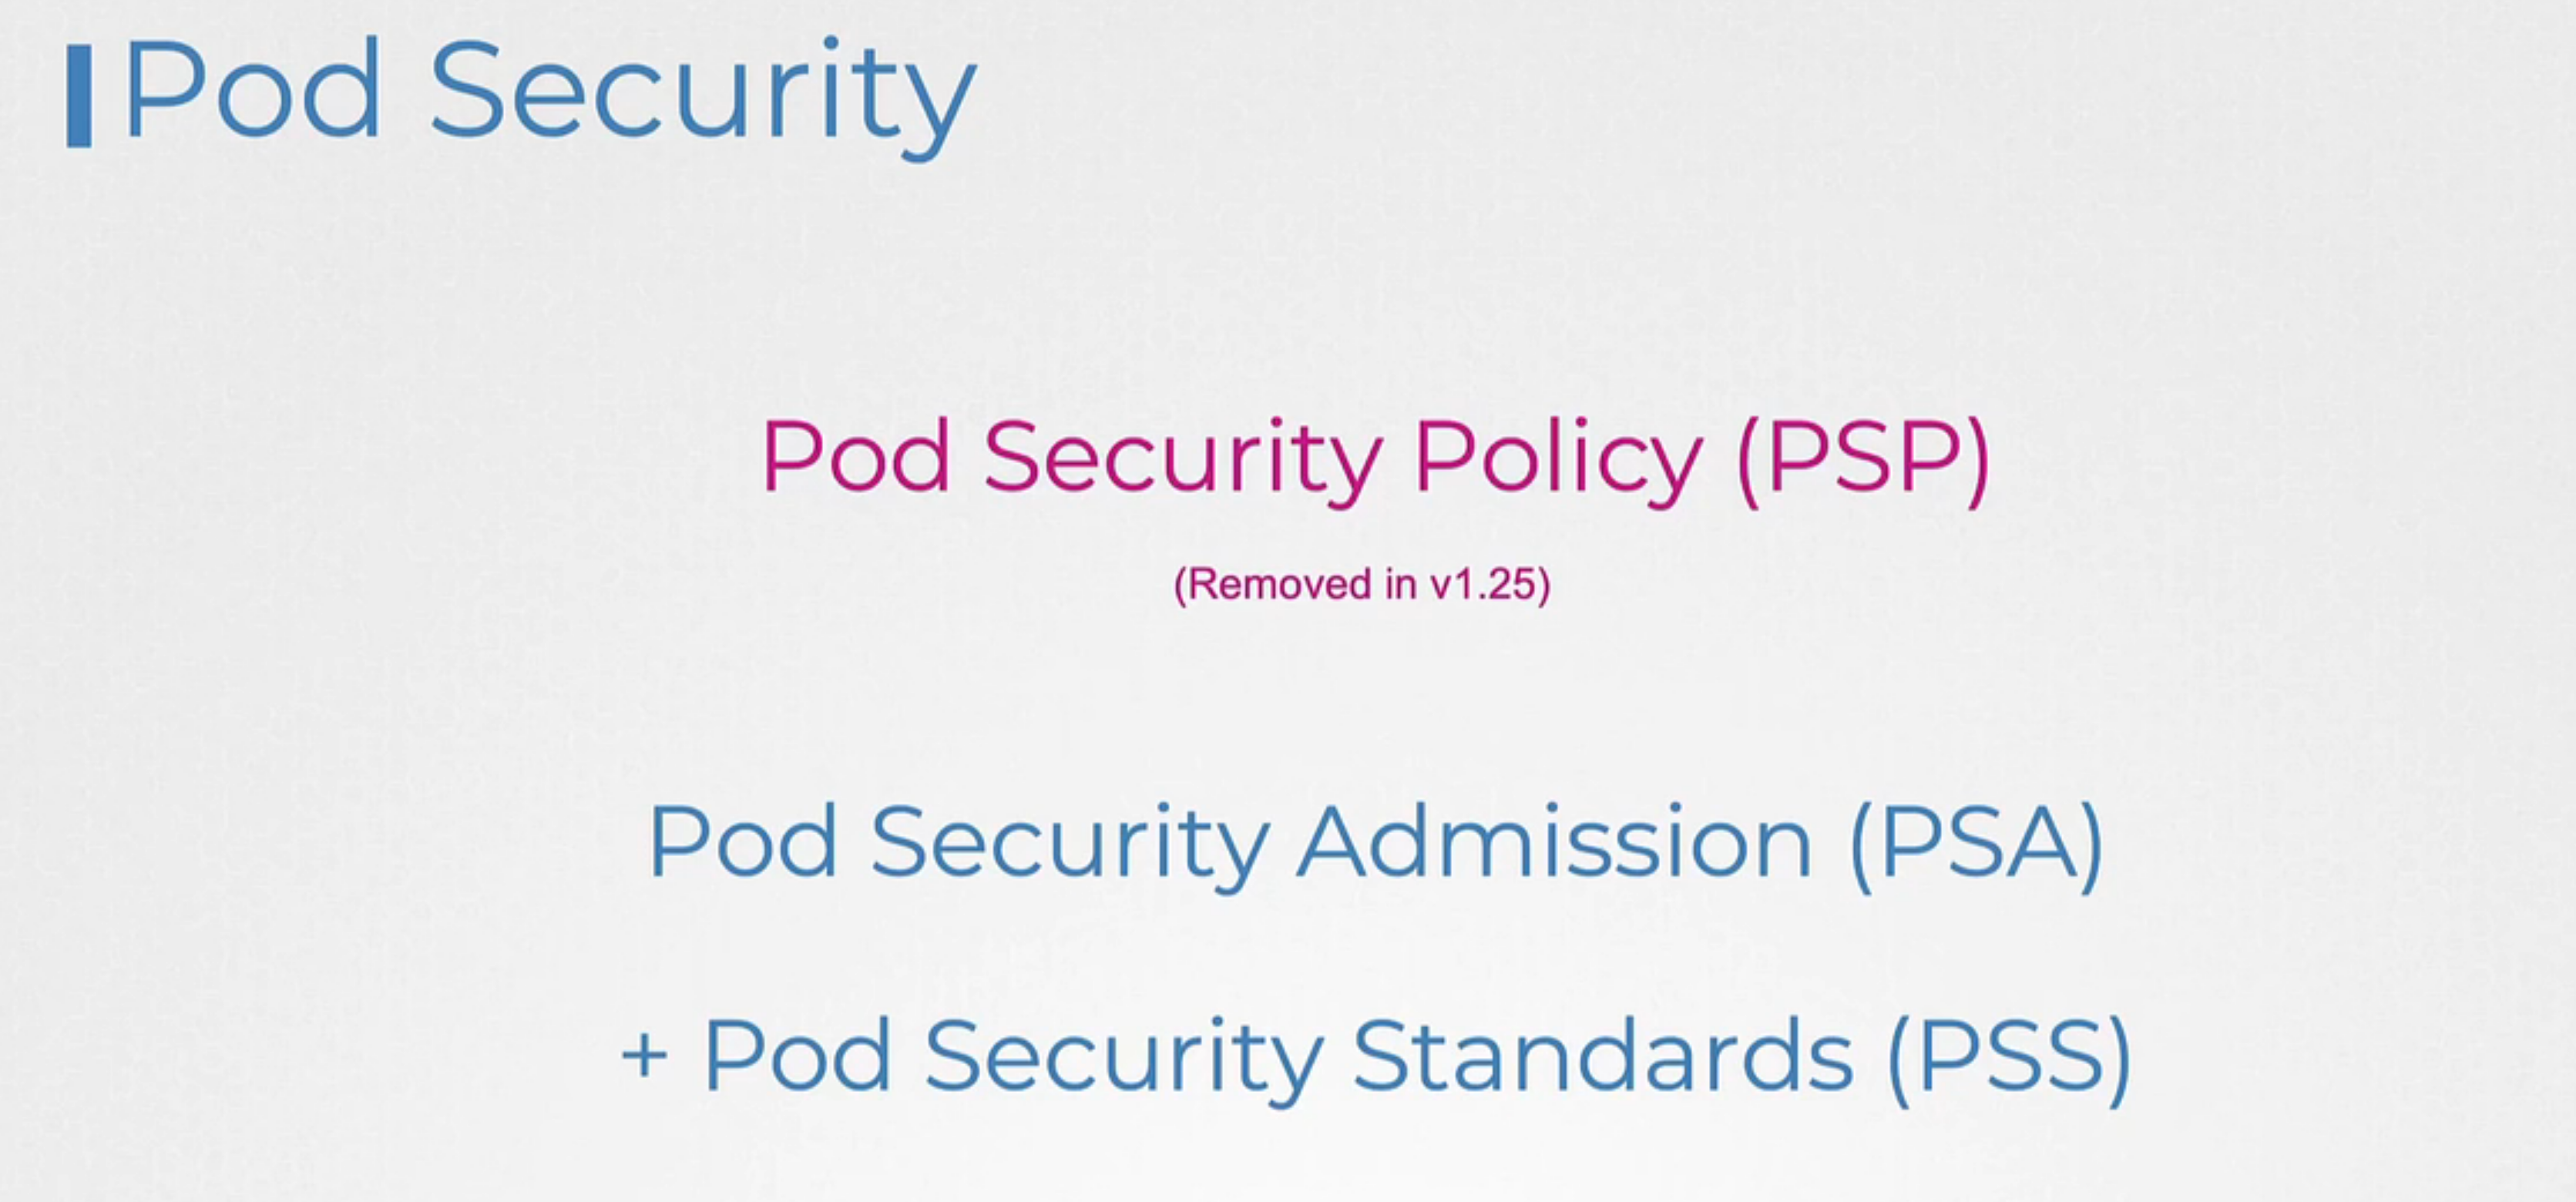 Pod Security
Pod Security Policy (PSP)
(Removed in v1.25)
Pod Security Admission (PSA)
+ Pod Security Standards (PSS)